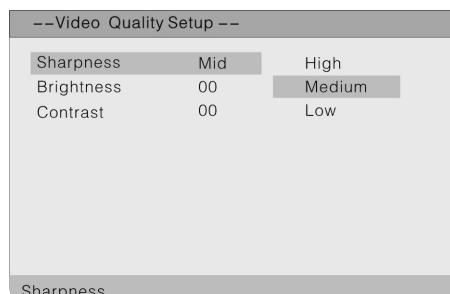 --Video Quality Setup --
Sharpness Mid High
Brightness 00 Medium
Contrast 00 Low
Sharpness